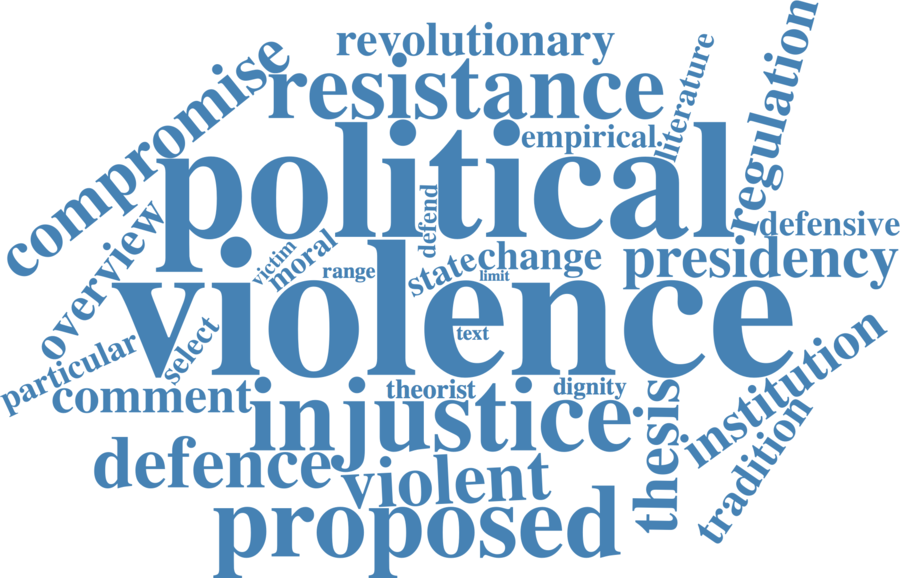 revolutionary
resistance
compromise
literature
regulation
empirical
political
defensive
defend
overview
victim
moral
range
state
change
limit
presidency
violence
text
select
particular
comment
theorist
dignity
injustice
thesis
institution
tradition
defence
violent
proposed